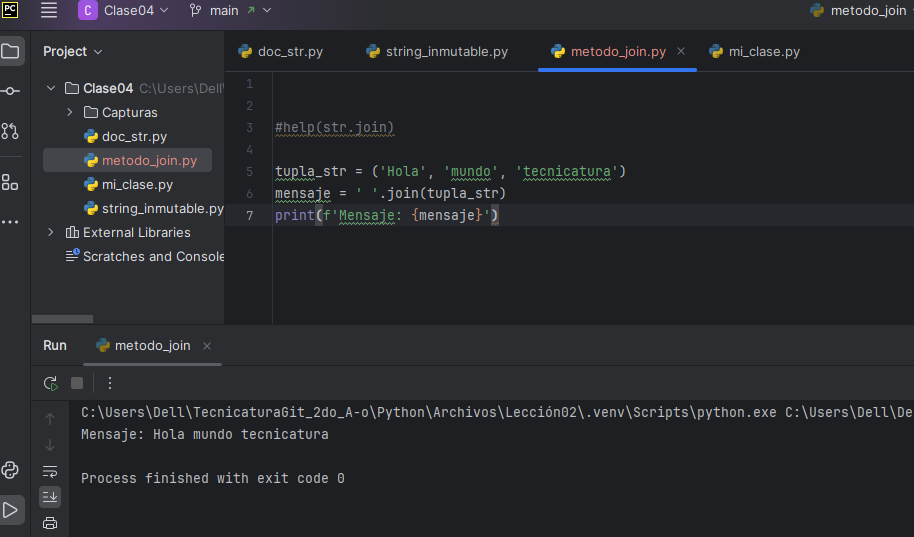 PC
C Clase04
main
metodo_join
Project
doc_str.py
string_inmutable.py
metodo_join.py
mi_clase.py
Clase04 C:\Users\Dell\
Capturas
doc_str.py
metodo_join.py
mi_clase.py
string_inmutable.py
External Libraries
Scratches and Console
1
2
3 #help(str.join)
4
5 tupla_str = ('Hola', 'mundo', 'tecnicatura')
6 mensaje = ' '.join(tupla_str)
7 print(f'Mensaje: {mensaje}')
Run
metodo_join
C:\Users\Dell\TecnicaturaGit_2do_A-o\Python\Archivos\Lección02\.venv\Scripts\python.exe C:\Users\Dell\De
Mensaje: Hola mundo tecnicatura
Process finished with exit code 0